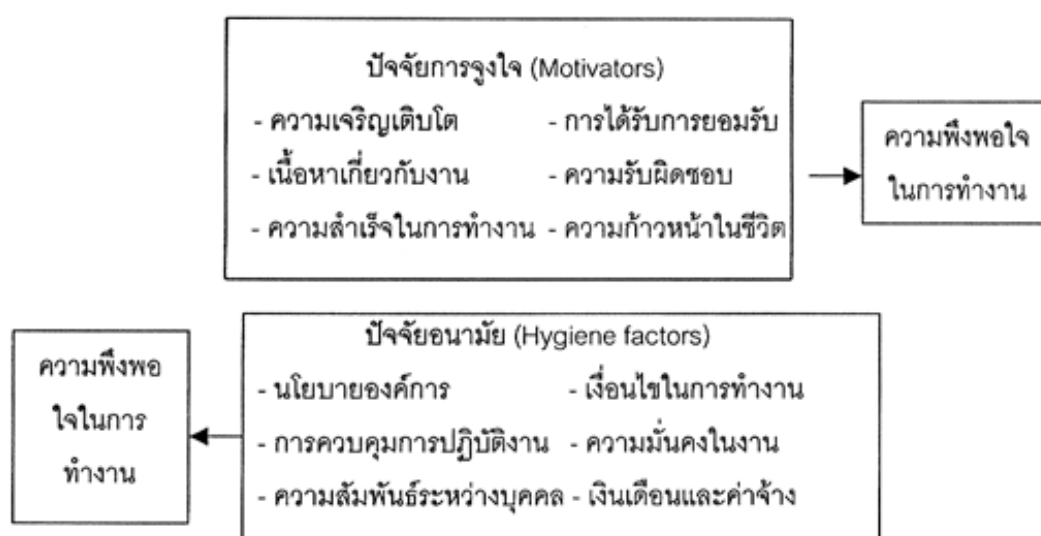 ปัจจัยการจูงใจ (Motivators)
- ความเจริญเติบโต - การได้รับการยอมรับ
- เนื้อหาเกี่ยวกับงาน - ความรับผิดชอบ
- ความสำเร็จในการทำงาน - ความก้าวหน้าในชีวิต
ความพึงพอใจ
ในการทำงาน
ความพึงพอ
ใจในการ
ทำงาน
ปัจจัยอนามัย (Hygiene factors)
- นโยบายองค์การ - เงื่อนไขในการทำงาน
- การควบคุมการปฏิบัติงาน - ความมั่นคงในงาน
- ความสัมพันธ์ระหว่างบุคคล - เงินเดือนและค่าจ้าง